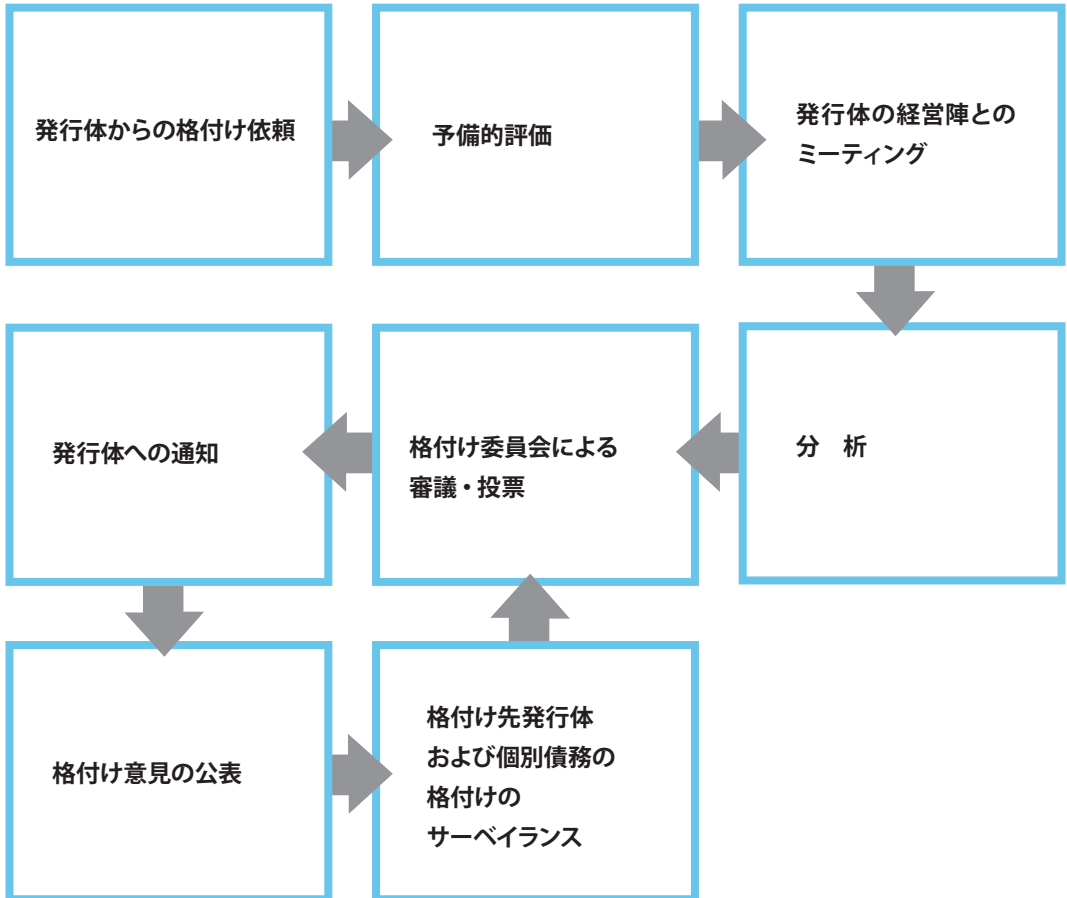 発行体からの格付け依頼
予備的評価
発行体の経営陣との
ミーティング
分　析
格付け委員会による
審議・投票
発行体への通知
格付け意見の公表
格付け先発行体
および個別債務の
格付けの
サーベイランス